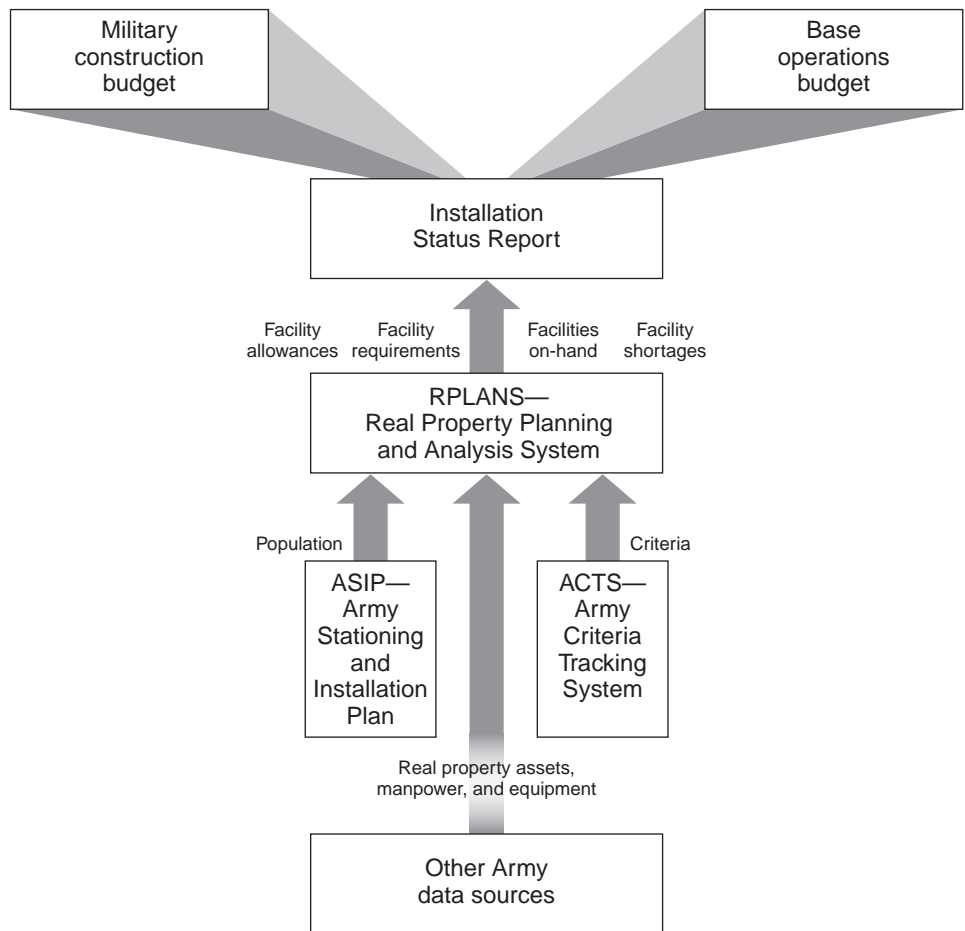 Military
construction
budget
Base
operations
budget
Installation
Status Report
Facility
allowances
Facility
requirements
Facilities
on-hand
Facility
shortages
RPLANS—
Real Property Planning
and Analysis System
Population
Criteria
ASIP—
Army
Stationing
and
Installation
Plan
ACTS—
Army
Criteria
Tracking
System
Real property assets,
manpower, and equipment
Other Army
data sources